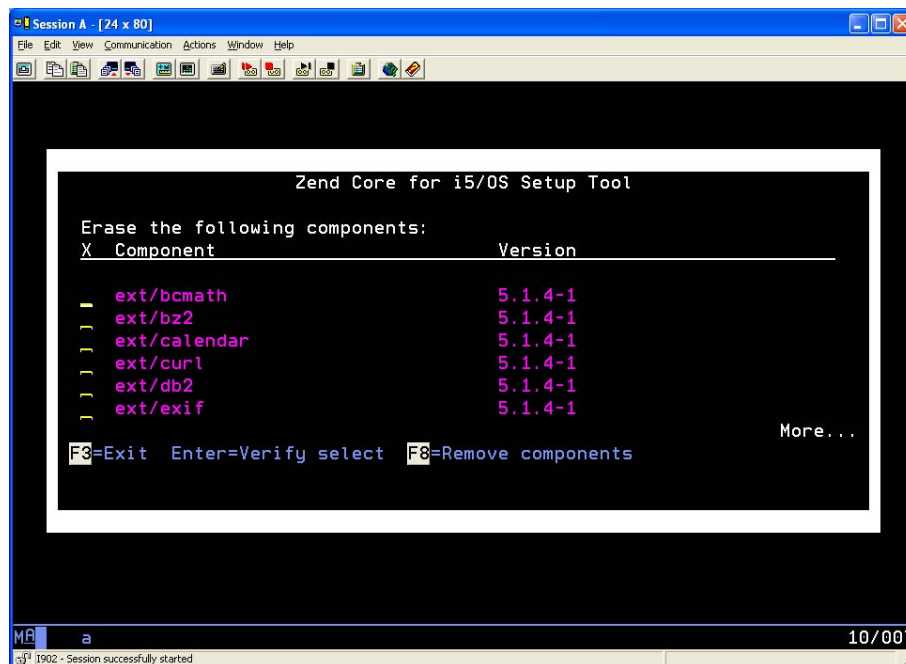 Session A - [24 x 80]
File Edit View Communication Actions Window Help
Zend Core for i5/OS Setup Tool
Erase the following components:
X Component Version
ext/bcmath 5.1.4-1
ext/bz2 5.1.4-1
ext/calendar 5.1.4-1
ext/curl 5.1.4-1
ext/db2 5.1.4-1
ext/exif 5.1.4-1
More...
F3=Exit Enter=Verify select F8=Remove components
MA a 10/007
I902 - Session successfully started